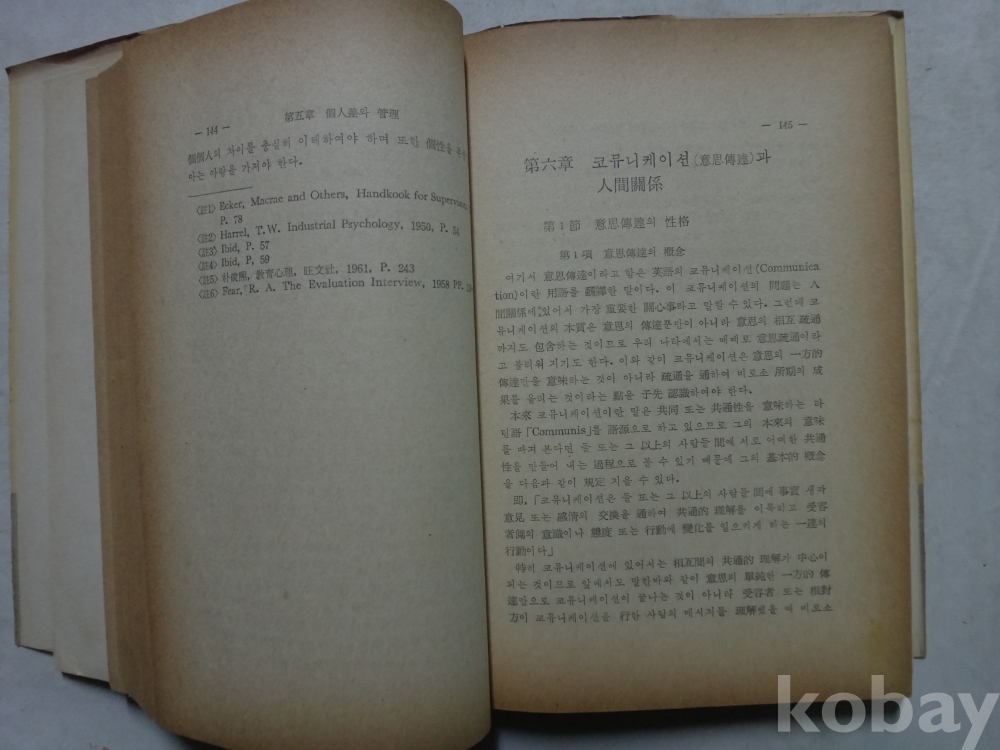 第五章 個人差와 管理
— 144 —
個個人의 차이를 충실히 이해하여야 하며 또한 個性을
아는 아량을 가져야 한다.
〈註1〉 Ecker, Macrae and Others, Handkook for
P. 78
〈註2〉 Harrel, T.W. Industrial Psychology, 1950, P. 54
〈註3〉 Ibid, P. 57
〈註4〉 Ibid, P, 59
〈註5〉 朴俊熙, 教育心理, 旺文社, 1961, P. 243
〈註6〉 Fear, R. A. The Evaluation Interview, 1958 PP.
— 145 —
第六章 코뮤니케이션(意思傳達)과
人間關係
第1節 意思傳達의 性格
第1項 意思傳達의 概念
여기서 意思傳達이라고 함은 英語의 코뮤니케이션(Communica
tion)이란 用語를 飜譯한 말이다. 이 코뮤니케이션의 問題는 人
間關係에 있어서 가장 重要한 關心事라고 말할 수 있다. 그런데 코
뮤니케이션의 本質은 意思의 傳達뿐만이 아니라 意思의 相互 疏通
까지도 包含하는 것이므로 우리 나라에서는 때때로 意思疏通이라
고 불리워 지기도 한다. 이와 같이 코뮤니케이션은 意思의 一方的
傳達만을 意味하는 것이 아니라 疏通을 通하여 비로소 所期의 成
果를 올리는 것이라는 點을 于先 認識하여야 한다.
本來 코뮤니케이션이란 말은 共同 또는 共通性을 意味하는 라
틴語「Communis」를 語源으로 하고 있으므로 그의 本來의 意味
를 따져 본다면 둘 또는 그 以上의 사람들 間에 서로 어떠한 共通
性을 만들어 내는 過程으로 볼 수 있기 때문에 그의 基本的 概念
을 다음과 같이 規定 지을 수 있다.
即,「코뮤니케이션은 둘 또는 그 以上의 사람들 間에 事實 생각
意見 또는 感情의 交換을 通하여 共通的 理解를 이룩하고 受容
者側의 意識이나 態度 또는 行動에 變化를 일으키게 하는 一連의
行動이다」
特히 코뮤니케이션에 있어서는 相互間의 共通的 理解가 中心이
되는 것이므로 앞에서도 말한바와 같이 意思의 單純한 一方的 傳
達만으로 코뮤니케이션이 끝나는 것이 아니라 受容者 또는 相對
方이 코뮤니케이션을 行한 사람의 메시지를 理解했을 때 비로소
kobay